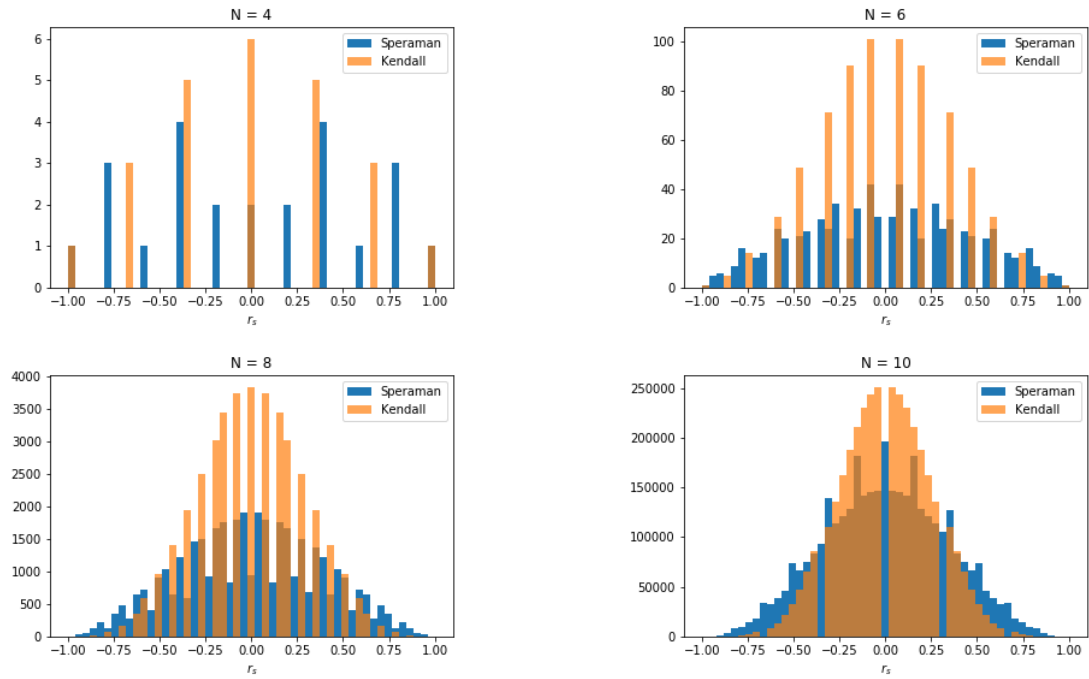 N = 4
6
5
4
3
2
1
0
Speraman
Kendall
−1.00 −0.75 −0.50 −0.25 0.00 0.25 0.50 0.75 1.00
r_s
N = 6
100
80
60
40
20
0
Speraman
Kendall
−1.00 −0.75 −0.50 −0.25 0.00 0.25 0.50 0.75 1.00
r_s
N = 8
4000
3500
3000
2500
2000
1500
1000
500
0
Speraman
Kendall
−1.00 −0.75 −0.50 −0.25 0.00 0.25 0.50 0.75 1.00
r_s
N = 10
250000
200000
150000
100000
50000
0
Speraman
Kendall
−1.00 −0.75 −0.50 −0.25 0.00 0.25 0.50 0.75 1.00
r_s